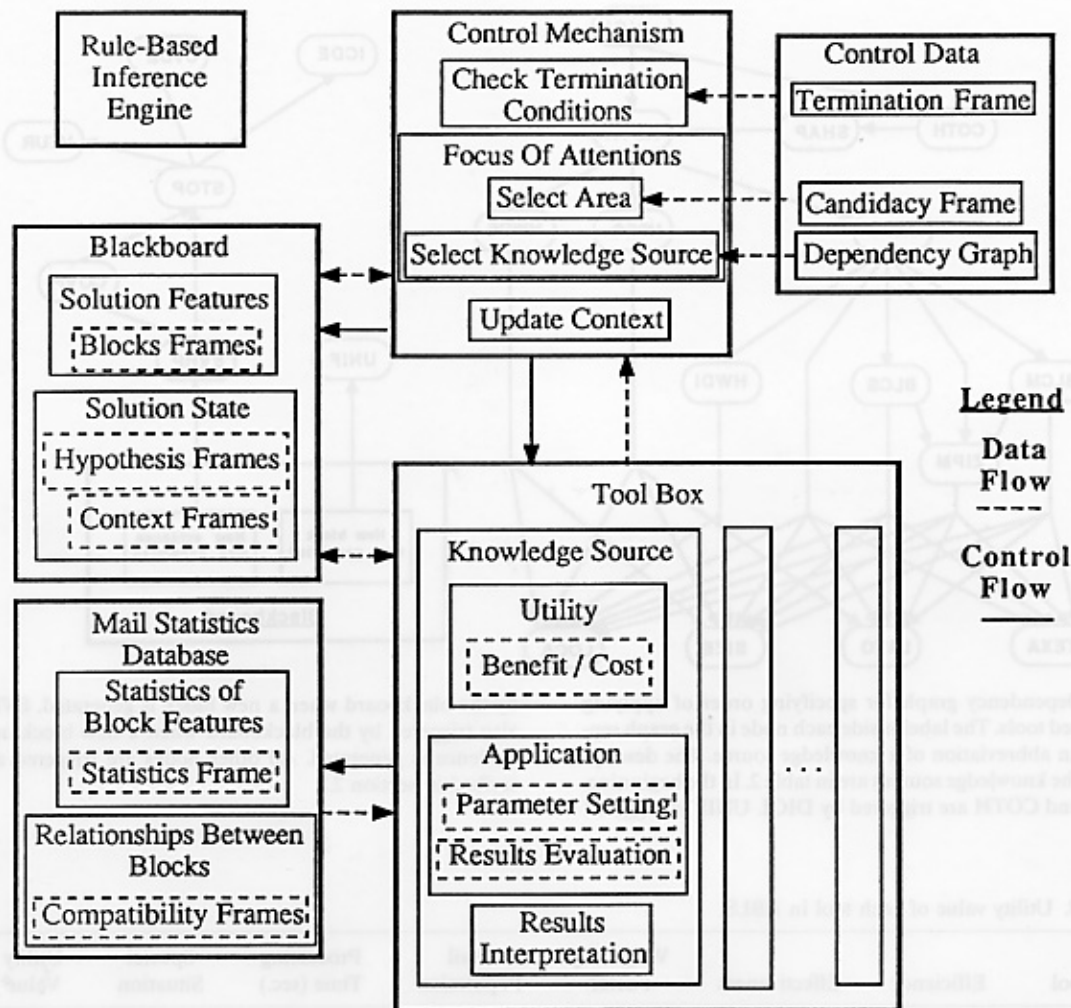 Rule-Based
Inference
Engine
Control Mechanism
Check Termination
Conditions
Focus Of Attentions
Select Area
Select Knowledge Source
Update Context
Control Data
Termination Frame
Candidacy Frame
Dependency Graph
Blackboard
Solution Features
Blocks Frames
Solution State
Hypothesis Frames
Context Frames
Mail Statistics
Database
Statistics of
Block Features
Statistics Frame
Relationships Between
Blocks
Compatibility Frames
Tool Box
Knowledge Source
Utility
Benefit / Cost
Application
Parameter Setting
Results Evaluation
Results
Interpretation
Legend
Data
Flow
Control
Flow